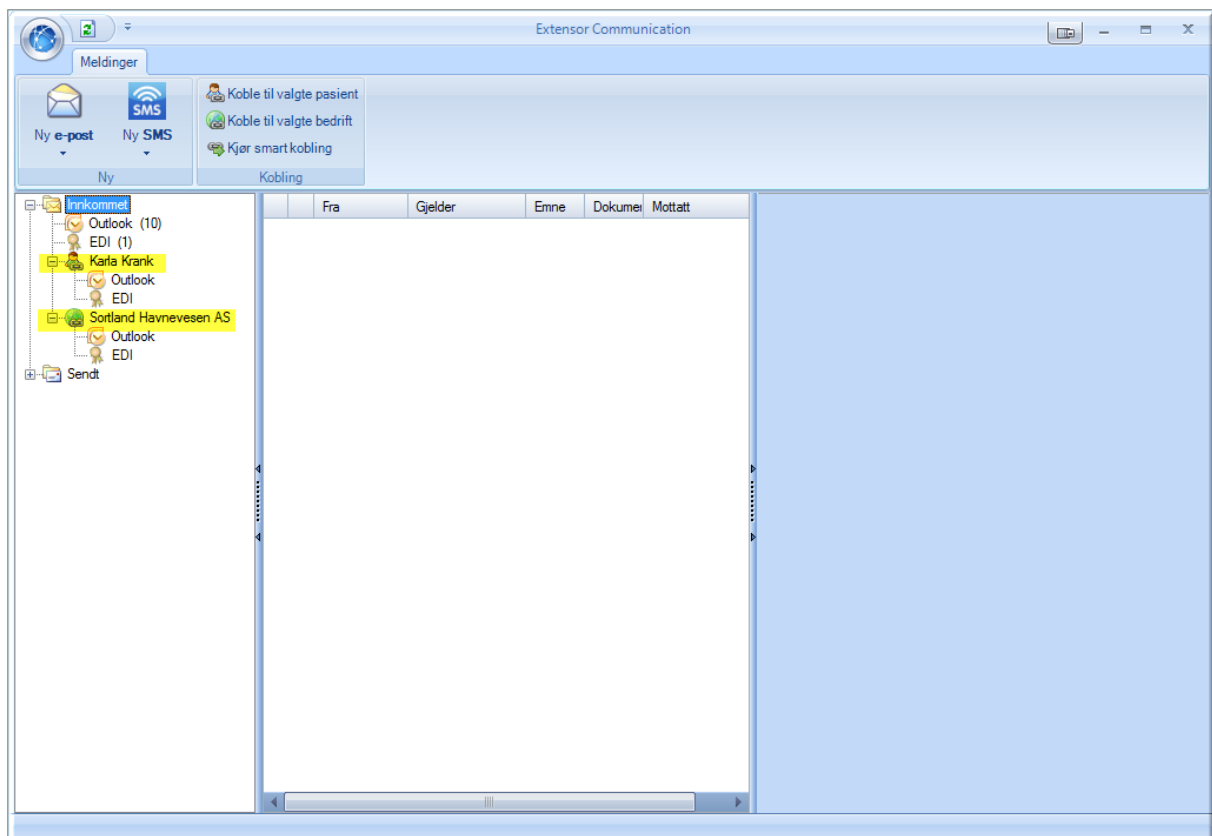 Extensor Communication
Meldinger
Koble til valgte pasient
Koble til valgte bedrift
Kjør smart kobling
SMS
Ny e-post
Ny SMS
Ny
Kobling
Innkommet
Outlook (10)
EDI (1)
Karla Krank
Outlook
EDI
Sortland Havnevesen AS
Outlook
EDI
Sendt
Fra Gjelder Emne Dokumer Mottatt